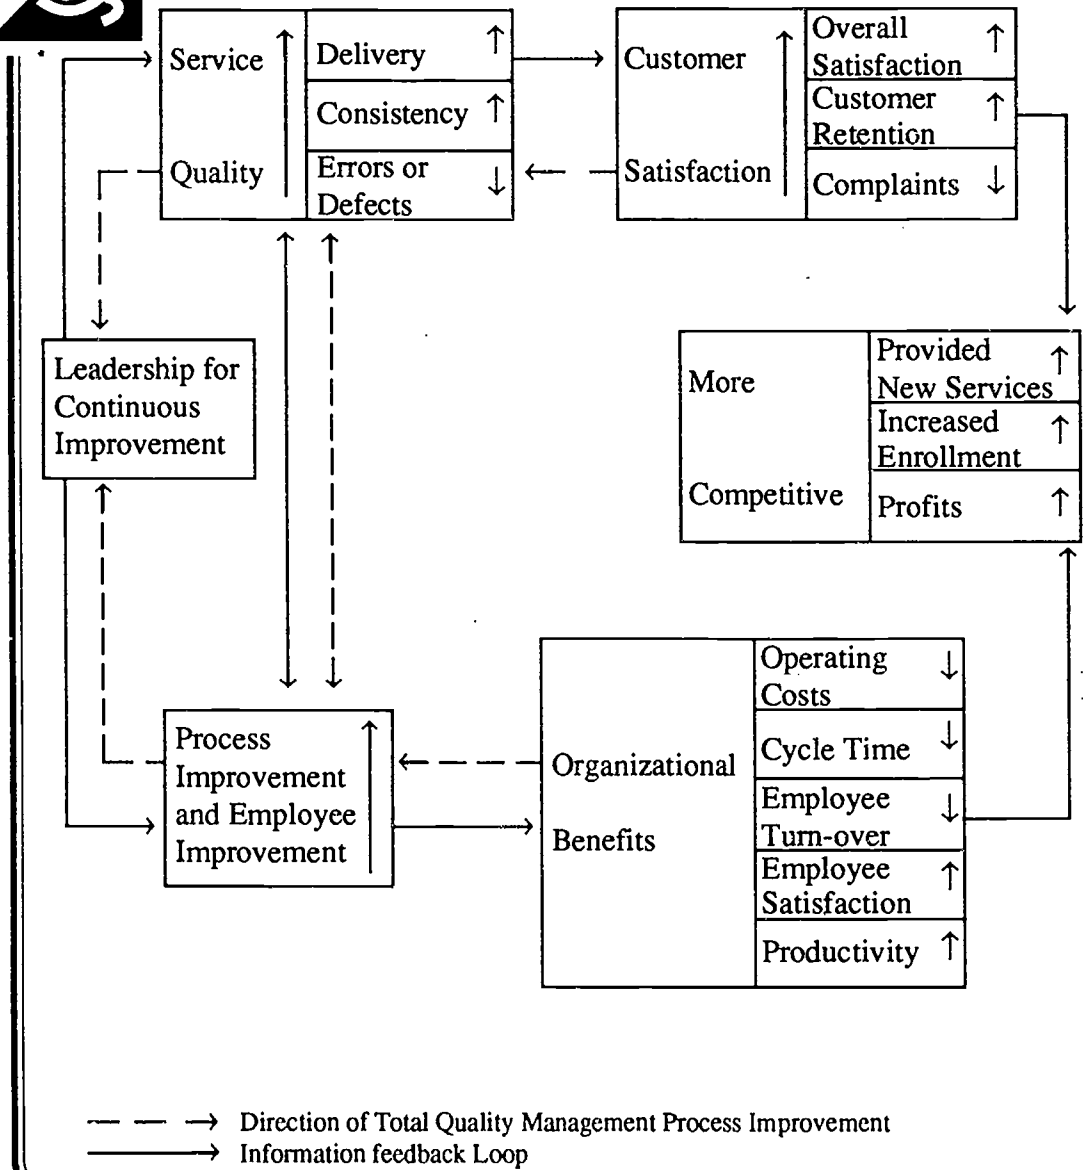 Service
Quality
Delivery
Consistency
Errors or
Defects
Customer
Satisfaction
Overall
Satisfaction
Customer
Retention
Complaints
Leadership for
Continuous
Improvement
More
Competitive
Provided
New Services
Increased
Enrollment
Profits
Process
Improvement
and Employee
Improvement
Organizational
Benefits
Operating
Costs
Cycle Time
Employee
Turn-over
Employee
Satisfaction
Productivity
Direction of Total Quality Management Process Improvement
Information feedback Loop